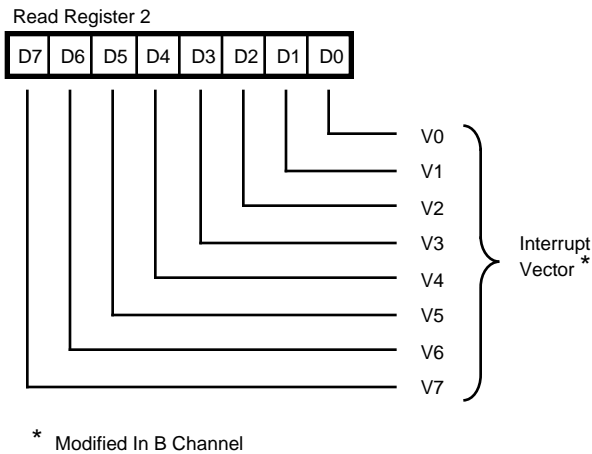 Read Register 2
D7 D6 D5 D4 D3 D2 D1 D0
V0
V1
V2
V3
V4
V5
V6
V7
Interrupt
Vector *
* Modified In B Channel